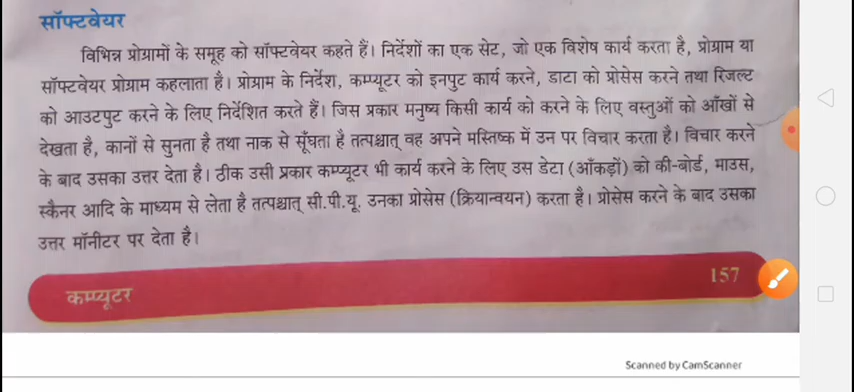 सॉफ्टवेयर
विभिन्न प्रोग्रामों के समूह को सॉफ्टवेयर कहते हैं। निर्देशों का एक सेट, जो एक विशेष कार्य करता है, प्रोग्राम या
सॉफ्टवेयर प्रोग्राम कहलाता है। प्रोग्राम के निर्देश, कम्प्यूटर को इनपुट कार्य करने, डाटा को प्रोसेस करने तथा रिजल्ट
को आउटपुट करने के लिए निर्देशित करते हैं। जिस प्रकार मनुष्य किसी कार्य को करने के लिए वस्तुओं को आँखों से
देखता है, कानों से सुनता है तथा नाक से सूँघता है तत्पश्चात् वह अपने मस्तिष्क में उन पर विचार करता है। विचार करने
के बाद उसका उत्तर देता है। ठीक उसी प्रकार कम्प्यूटर भी कार्य करने के लिए उस डेटा (आँकड़ों) को की-बोर्ड, माउस,
स्कैनर आदि के माध्यम से लेता है तत्पश्चात् सी.पी.यू. उनका प्रोसेस (क्रियान्वयन) करता है। प्रोसेस करने के बाद उसका
उत्तर मॉनीटर पर देता है।
157
कम्प्यूटर
Scanned by CamScanner